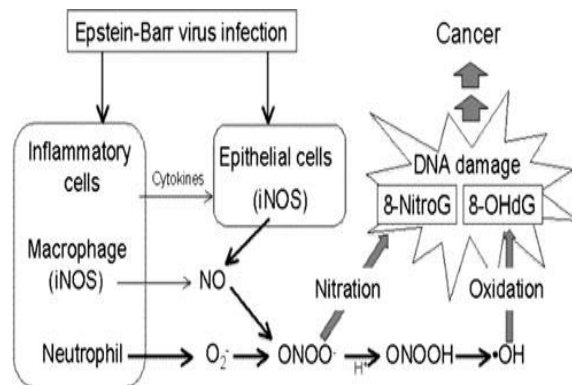 Epstein-Barr virus infection
Cancer
Inflammatory
cells
Cytokines
Epithelial cells
(iNOS)
DNA damage
8-NitroG
8-OHdG
Macrophage
(iNOS)
NO
Nitration
Oxidation
Neutrophil
O₂⁻
ONOO⁻
H⁺
ONOOH
•OH